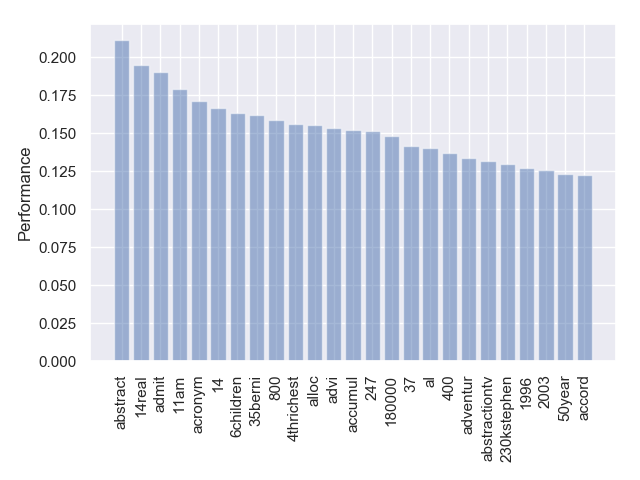 Performance
0.200
0.175
0.150
0.125
0.100
0.075
0.050
0.025
0.000
abstract
14real
admit
11am
acronym
14
6children
35berni
800
4thrichest
alloc
advi
accumul
247
180000
37
al
400
adventur
abstractiontv
230kstephen
1996
2003
50year
accord